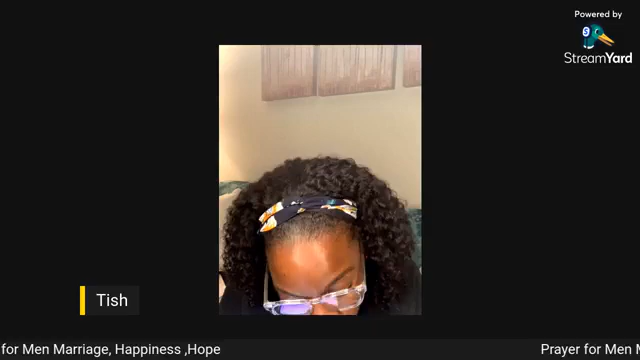 Powered by
StreamYard
Tish
for Men Marriage, Happiness ,Hope
Prayer for Men